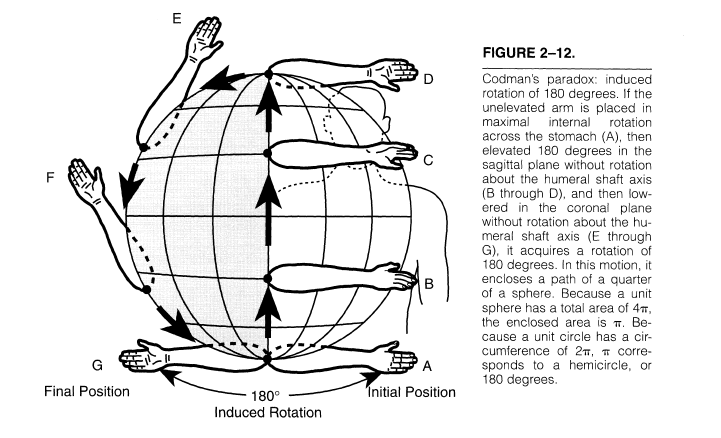 E
D
F
C
B
G
A
Final Position
180°
Initial Position
Induced Rotation
FIGURE 2–12.
Codman's paradox: induced
rotation of 180 degrees. If the
unelevated arm is placed in
maximal internal rotation
across the stomach (A), then
elevated 180 degrees in the
sagittal plane without rotation
about the humeral shaft axis
(B through D), and then low-
ered in the coronal plane
without rotation about the hu-
meral shaft axis (E through
G), it acquires a rotation of
180 degrees. In this motion, it
encloses a path of a quarter
of a sphere. Because a unit
sphere has a total area of 4π,
the enclosed area is π. Be-
cause a unit circle has a cir-
cumference of 2π, π corre-
sponds to a hemicircle, or
180 degrees.